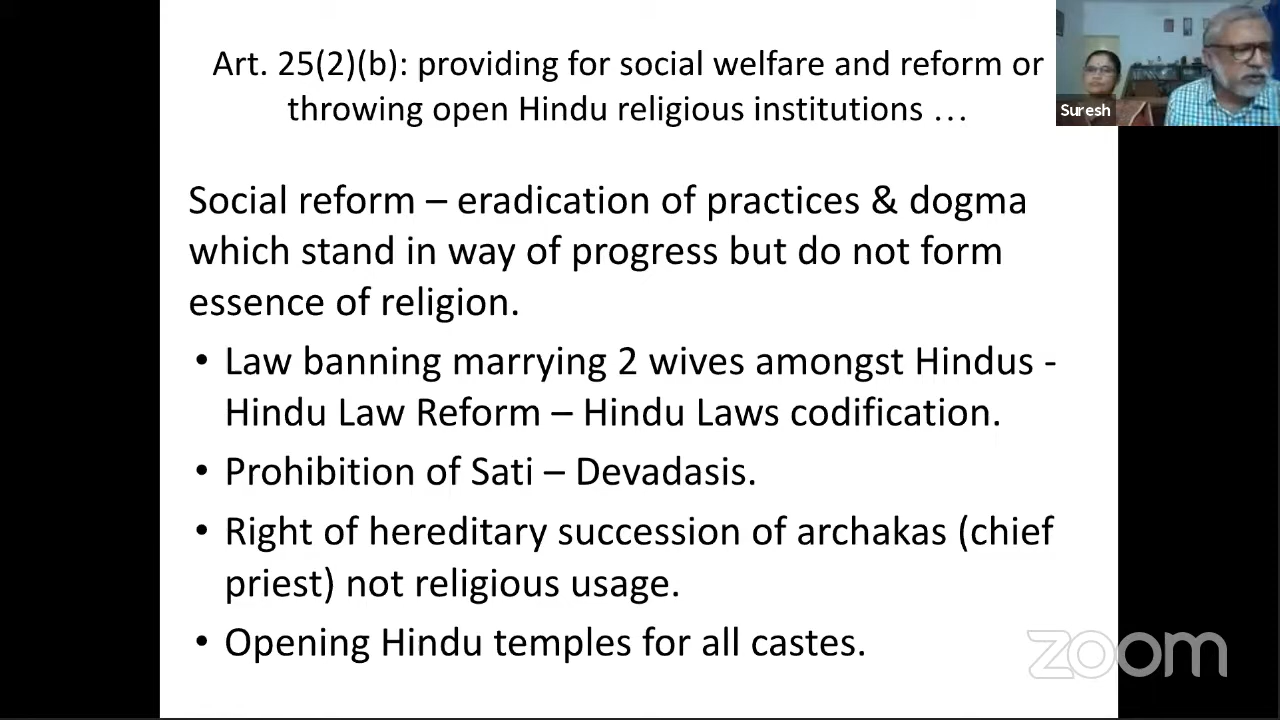 Art. 25(2)(b): providing for social welfare and reform or
throwing open Hindu religious institutions …
Suresh
Social reform – eradication of practices & dogma
which stand in way of progress but do not form
essence of religion.
• Law banning marrying 2 wives amongst Hindus -
Hindu Law Reform – Hindu Laws codification.
• Prohibition of Sati – Devadasis.
• Right of hereditary succession of archakas (chief
priest) not religious usage.
• Opening Hindu temples for all castes.
zoom